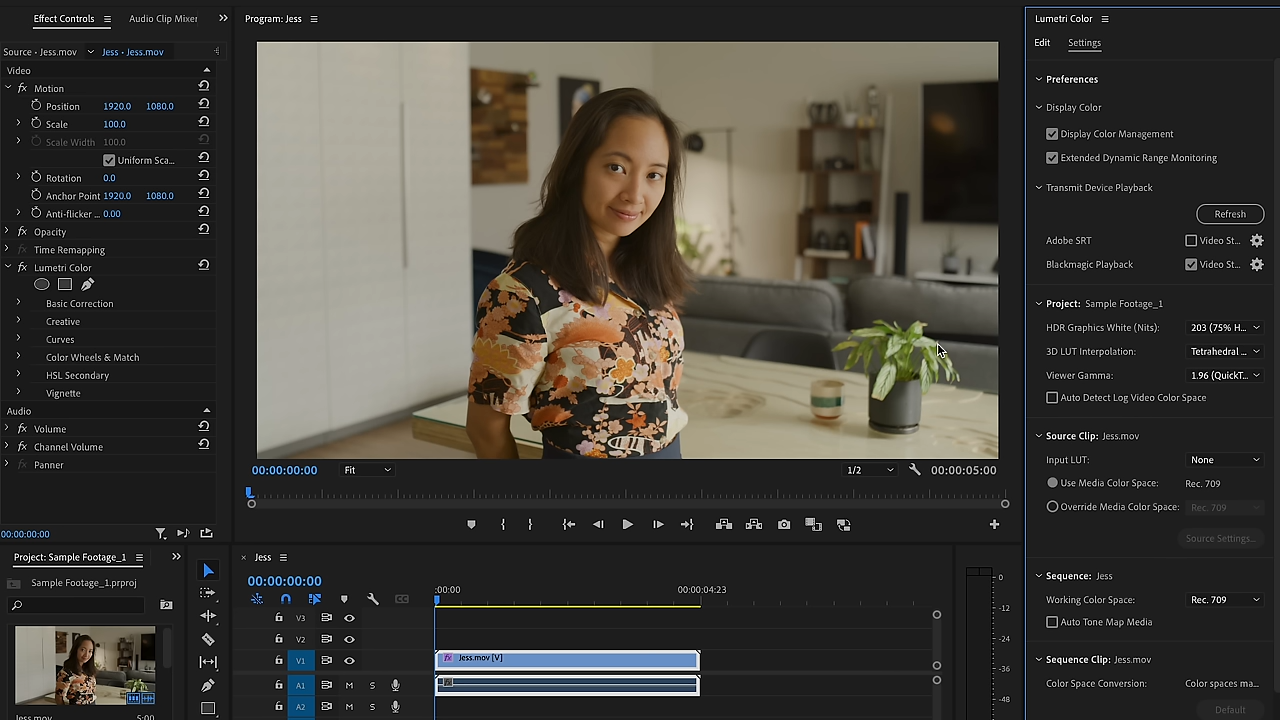 Effect Controls
Audio Clip Mixer
Source • Jess.mov
Jess • Jess.mov
Video
fx Motion
Position 1920.0 1080.0
Scale 100.0
Scale Width 100.0
Uniform Sca...
Rotation 0.0
Anchor Point 1920.0 1080.0
Anti-flicker ... 0.00
fx Opacity
fx Time Remapping
fx Lumetri Color
Basic Correction
Creative
Curves
Color Wheels & Match
HSL Secondary
Vignette
Audio
fx Volume
fx Channel Volume
fx Panner
00:00:00:00
Program: Jess
00:00:00:00
Fit
1/2
00:00:05:00
Lumetri Color
Edit Settings
Preferences
Display Color
Display Color Management
Extended Dynamic Range Monitoring
Transmit Device Playback
Refresh
Adobe SRT Video St...
Blackmagic Playback Video St...
Project: Sample Footage_1
HDR Graphics White (Nits): 203 (75% H...
3D LUT Interpolation: Tetrahedral ...
Viewer Gamma: 1.96 (QuickT...
Auto Detect Log Video Color Space
Source Clip: Jess.mov
Input LUT: None
Use Media Color Space: Rec. 709
Override Media Color Space: Rec. 709
Source Settings...
Sequence: Jess
Working Color Space: Rec. 709
Auto Tone Map Media
Sequence Clip: Jess.mov
Color Space Conversion... Color spaces ma...
Default
Project: Sample Footage_1
Sample Footage_1.prproj
Jess.mov 5:00
Jess
00:00:00:00
:00:00
00:00:04:23
V3
V2
V1
fx Jess.mov [V]
A1 M S
fx
A2 M S
0
-12
-24
-36
-48